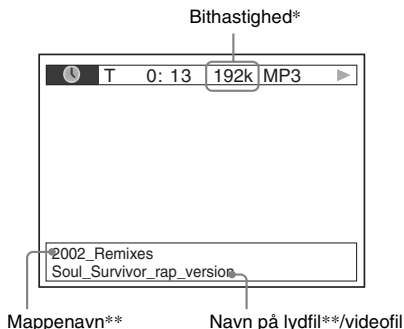 Bithastighed*
T 0: 13 192k MP3
2002_Remixes
Soul_Survivor_rap_version
Mappenavn** Navn på lydfil**/videofil